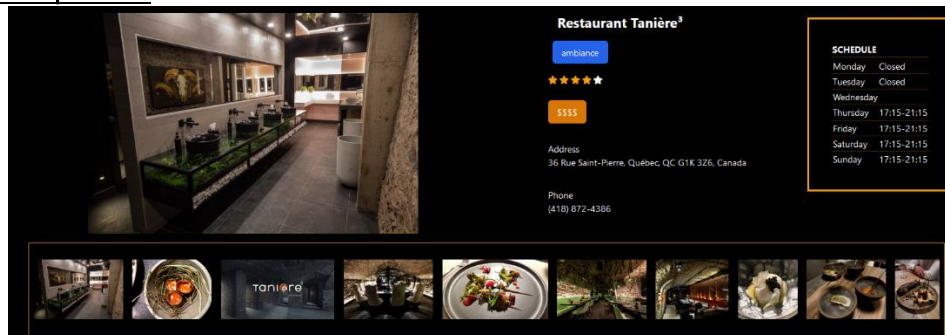 Restaurant Tanière³
ambiance
$$$$
Address
36 Rue Saint-Pierre, Québec, QC G1K 3Z6, Canada
Phone
(418) 872-4386
SCHEDULE
Monday Closed
Tuesday Closed
Wednesday
Thursday 17:15-21:15
Friday 17:15-21:15
Saturday 17:15-21:15
Sunday 17:15-21:15
Tanière